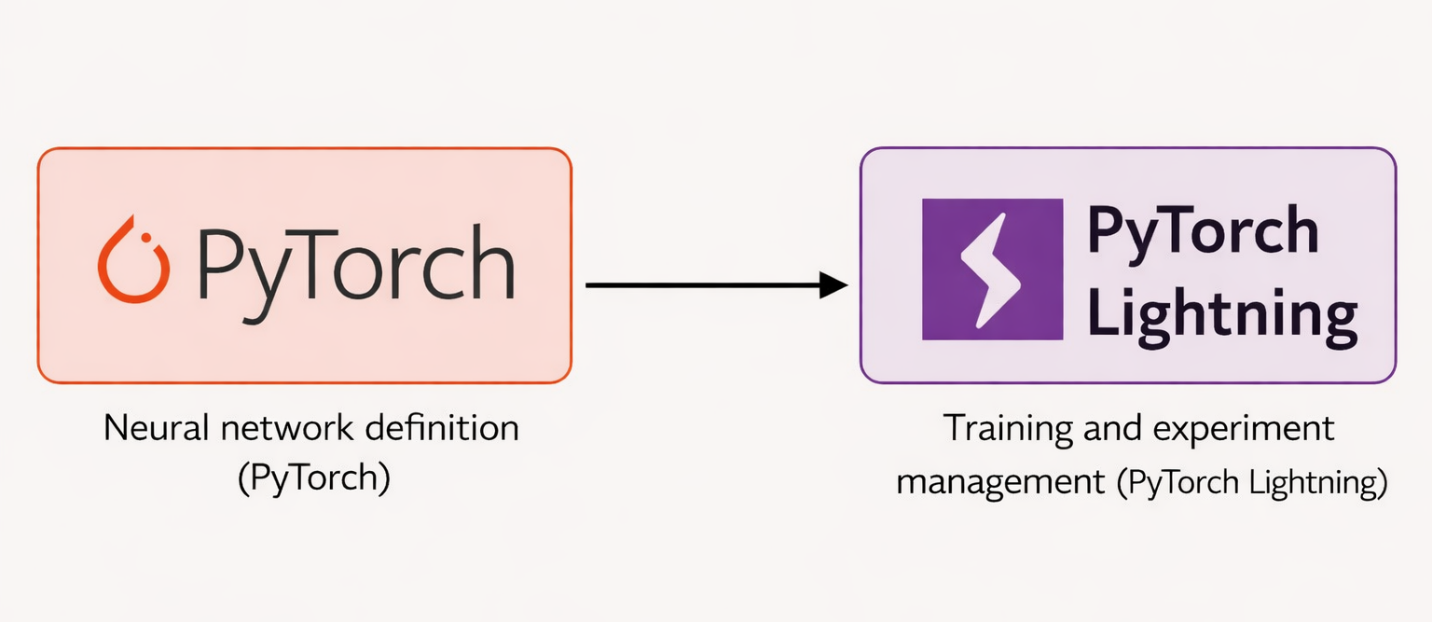 PyTorch
PyTorch
Lightning
Neural network definition
(PyTorch)
Training and experiment
management (PyTorch Lightning)